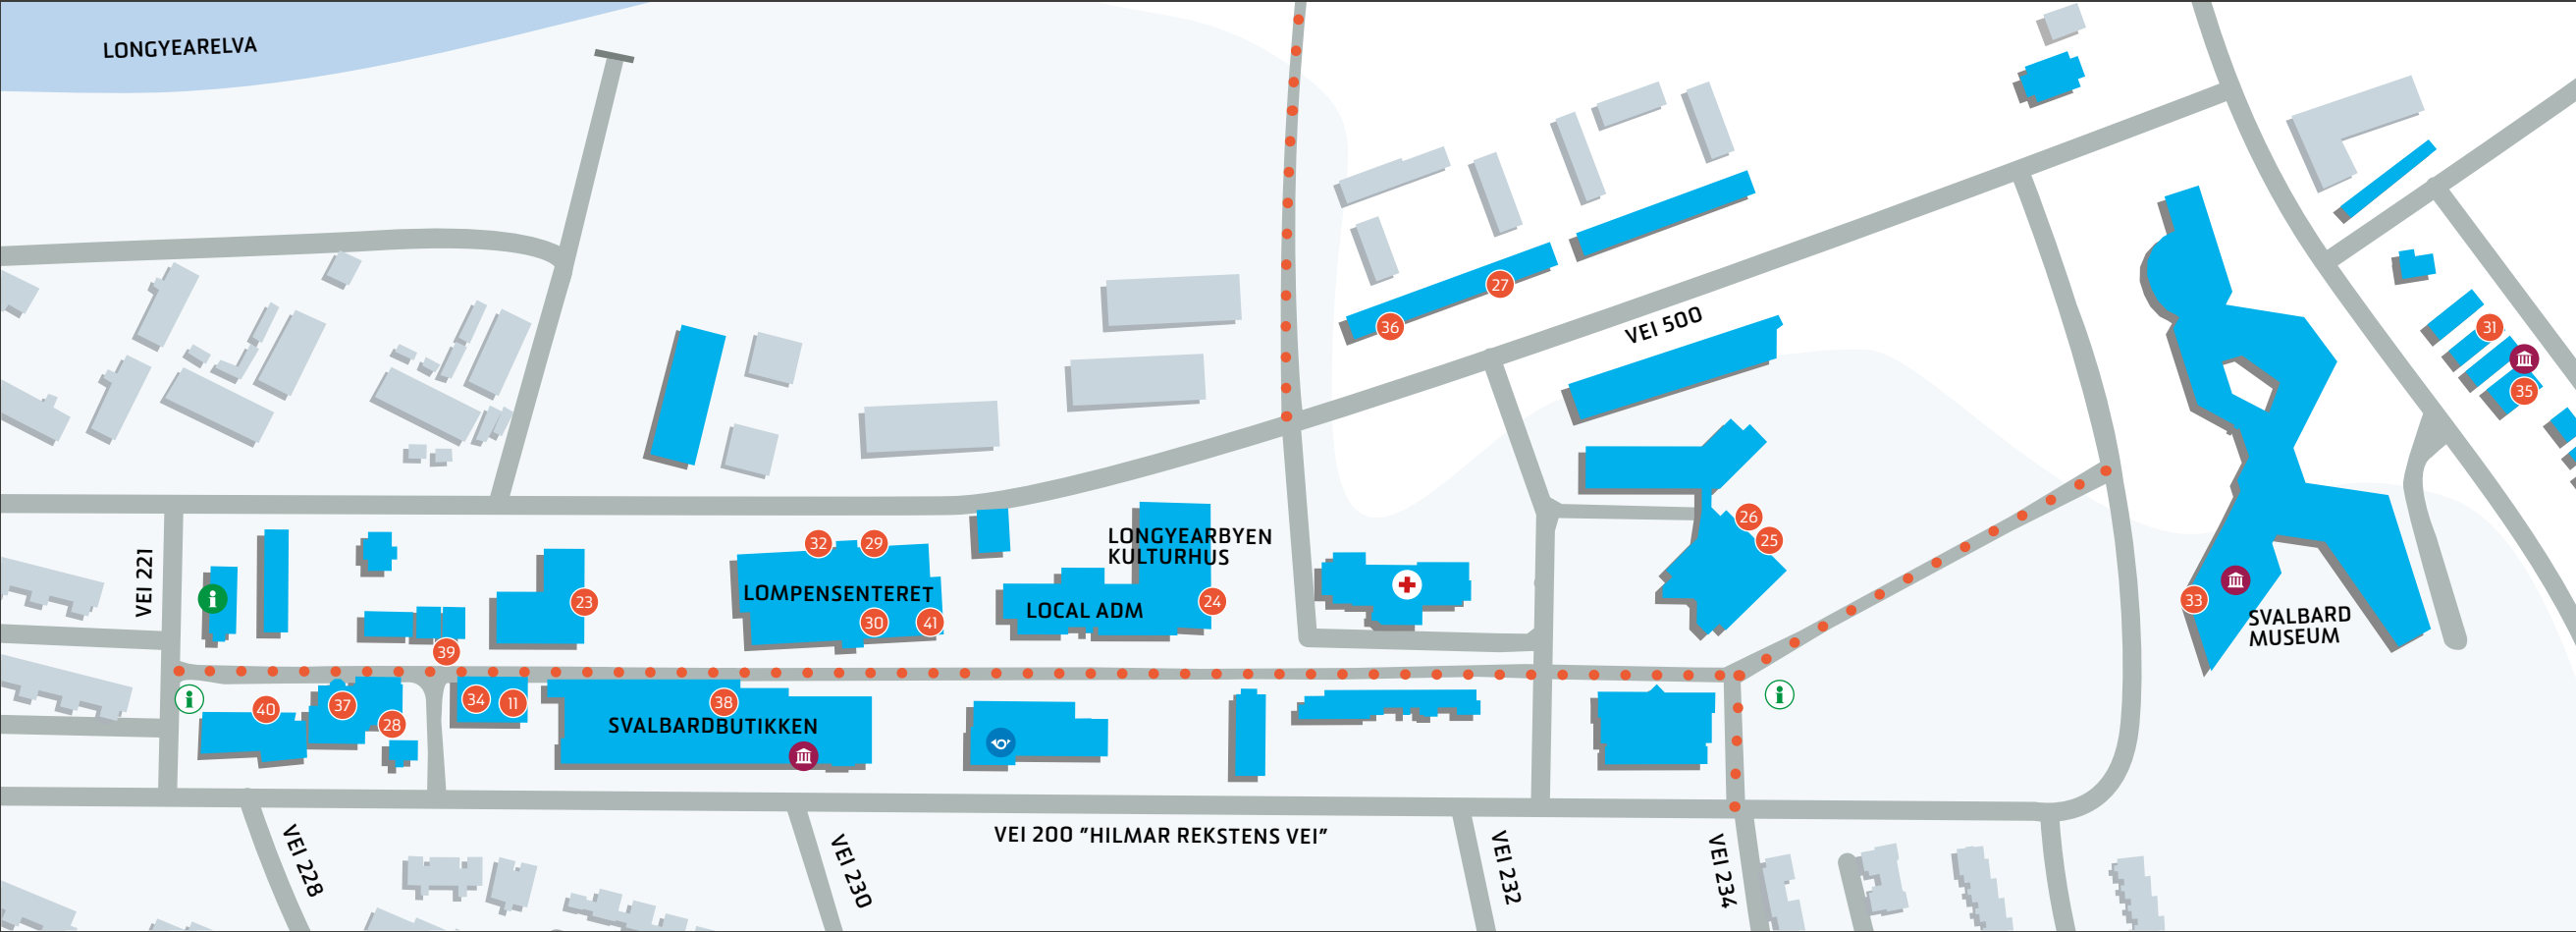 LONGYEARELVA
27
36
VEI 500
31
35
26
25
VEI 221
32
29
LONGYEARBYEN
KULTURHUS
LOMPENSENTERET
LOCAL ADM
23
24
30
41
33
SVALBARD
MUSEUM
39
i
i
i
40
37
28
34
11
38
SVALBARDBUTIKKEN
VEI 200 "HILMAR REKSTENS VEI"
VEI 228
VEI 230
VEI 232
VEI 234